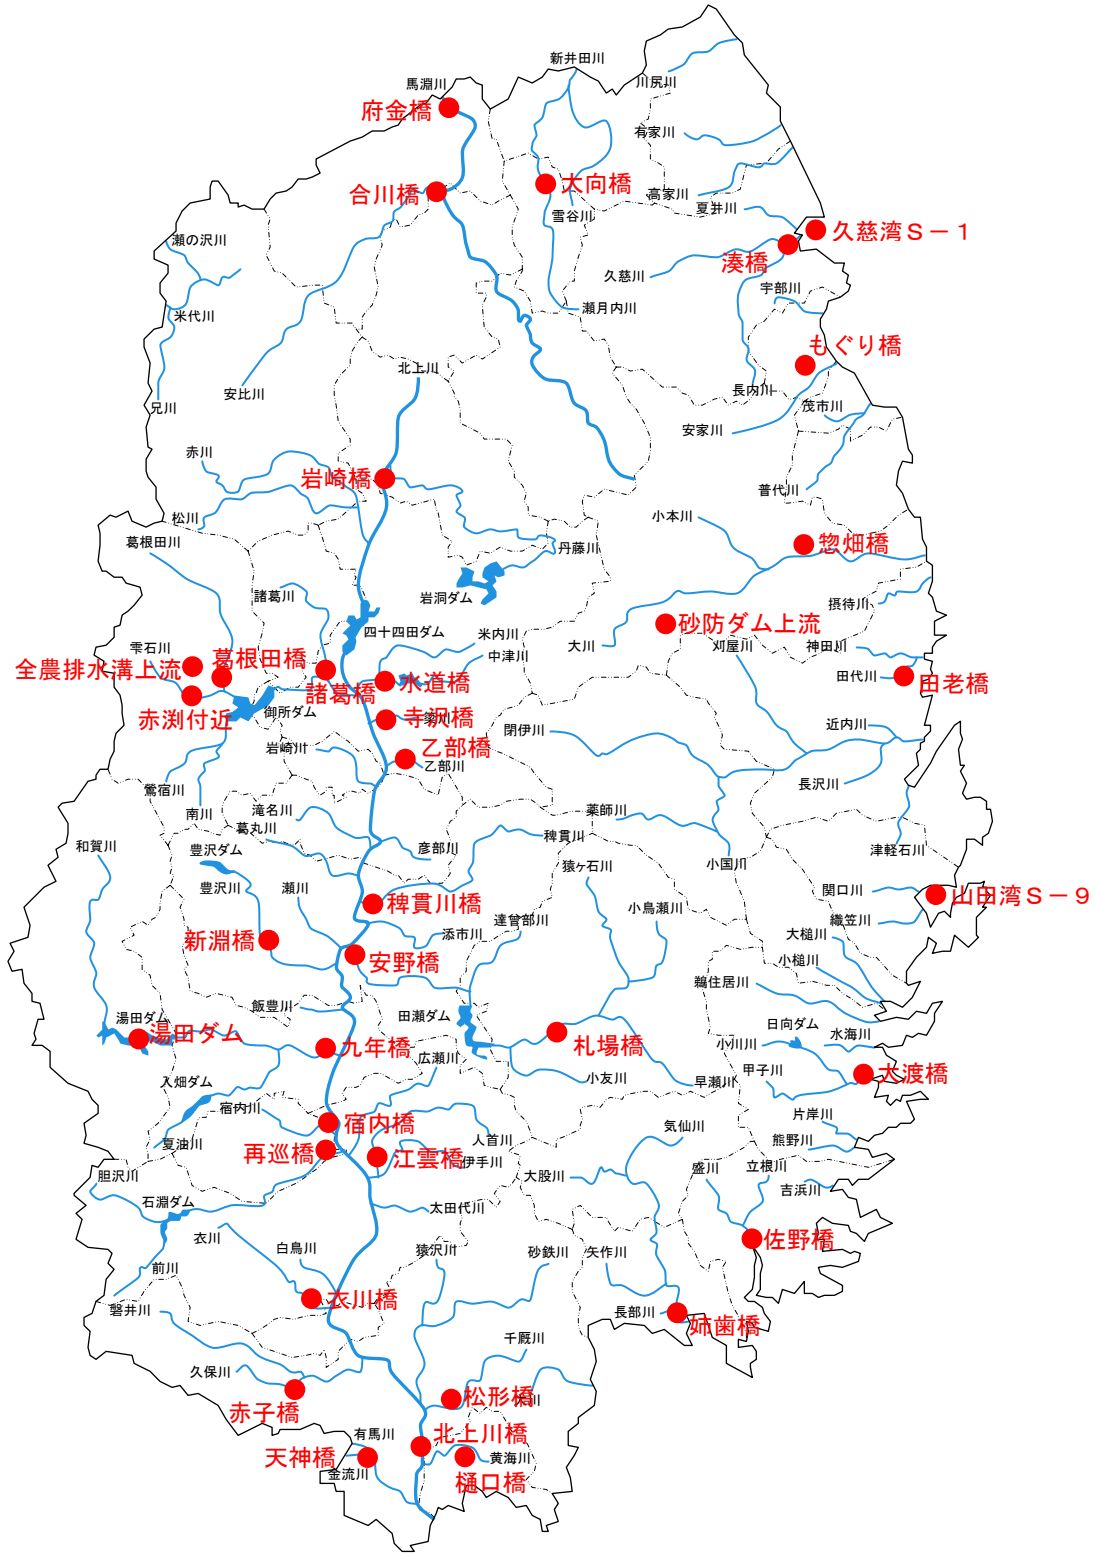 新井田川
川尻川
馬淵川
府金橋
有家川
合川橋
大向橋
高家川
夏井川
雪谷川
久慈湾Ｓ－１
瀬の沢川
湊橋
久慈川
宇部川
瀬月内川
米代川
もぐり橋
北上川
安比川
長内川
兄川
茂市川
安家川
赤川
岩崎橋
普代川
松川
小本川
葛根田川
惣畑橋
丹藤川
諸葛川
岩洞ダム
摂待川
砂防ダム上流
四十四田ダム
米内川
雫石川
大川
刈屋川
神田川
中津川
全農排水溝上流
葛根田橋
諸葛橋
水道橋
田代川
田老橋
赤渕付近
御所ダム
寺沢橋
梁川
閉伊川
近内川
岩崎川
乙部橋
乙部川
鶯宿川
長沢川
南川
滝名川
薬師川
葛丸川
稗貫川
和賀川
豊沢ダム
彦部川
津軽石川
猿ヶ石川
小国川
豊沢川
瀬川
関口川
山田湾Ｓ－９
稗貫川橋
小烏瀬川
達曾部川
織笠川
新淵橋
添市川
大槌川
安野橋
小槌川
鵜住居川
飯豊川
湯田ダム
湯田ダム
田瀬ダム
日向ダム
水海川
九年橋
札場橋
小川川
広瀬川
甲子川
大渡橋
入畑ダム
小友川
早瀬川
宿内川
宿内橋
片岸川
気仙川
夏油川
再巡橋
江雲橋
人首川
熊野川
伊手川
胆沢川
大股川
盛川
立根川
吉浜川
石淵ダム
太田代川
衣川
佐野橋
白鳥川
猿沢川
砂鉄川
矢作川
前川
衣川橋
磐井川
長部川
姉歯橋
千厩川
久保川
松形橋
大川
赤子橋
有馬川
北上川橋
天神橋
黄海川
金流川
樋口橋